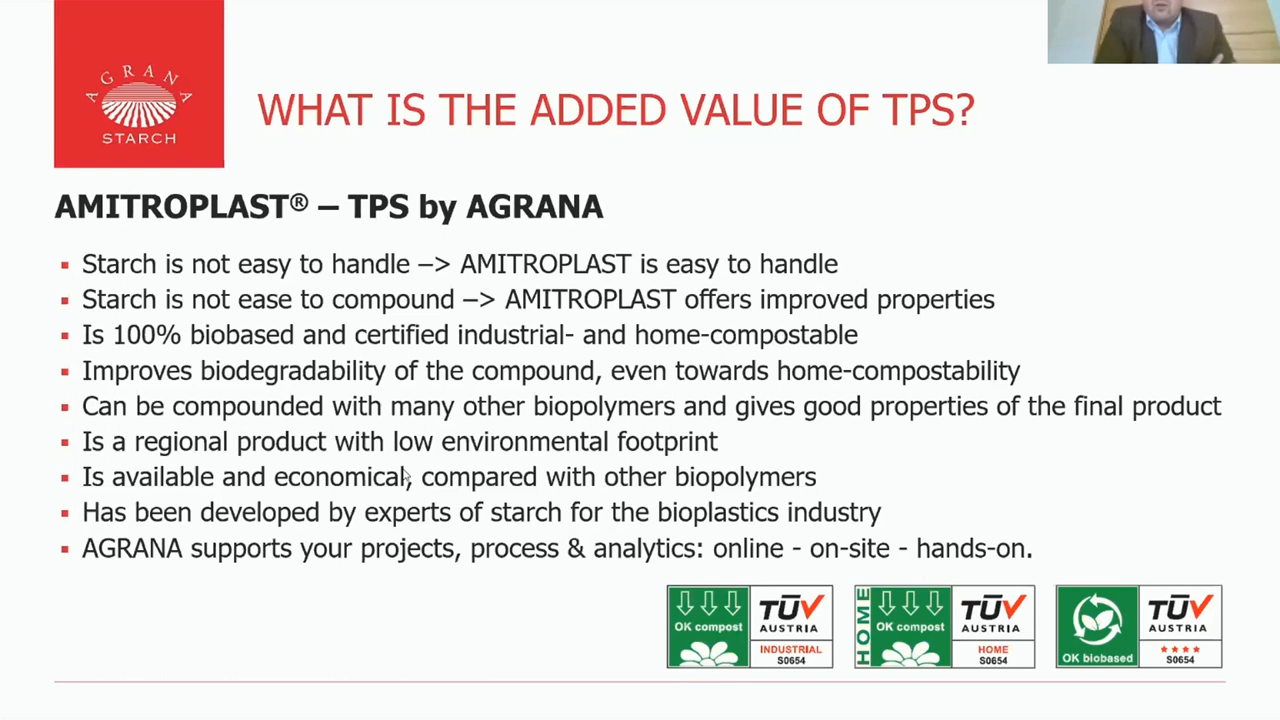 AGRANA
STARCH
WHAT IS THE ADDED VALUE OF TPS?
AMITROPLAST® – TPS by AGRANA
▪ Starch is not easy to handle –> AMITROPLAST is easy to handle
▪ Starch is not ease to compound –> AMITROPLAST offers improved properties
▪ Is 100% biobased and certified industrial- and home-compostable
▪ Improves biodegradability of the compound, even towards home-compostability
▪ Can be compounded with many other biopolymers and gives good properties of the final product
▪ Is a regional product with low environmental footprint
▪ Is available and economical, compared with other biopolymers
▪ Has been developed by experts of starch for the bioplastics industry
▪ AGRANA supports your projects, process & analytics: online - on-site - hands-on.
OK compost
TÜV
AUSTRIA
INDUSTRIAL
S0654
HOME
OK compost
TÜV
AUSTRIA
HOME
S0654
OK biobased
TÜV
AUSTRIA
★★★★
S0654